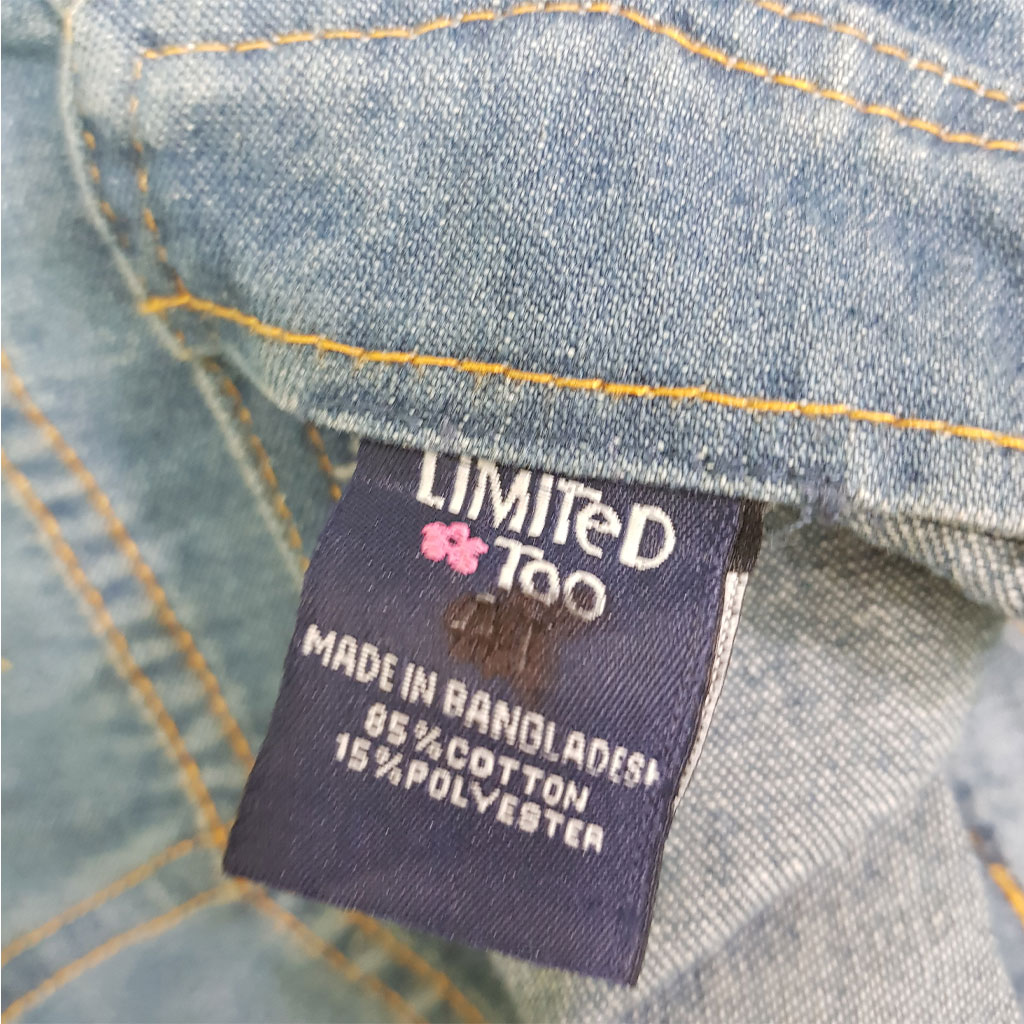 LIMITeD
Too
MADE IN BANGLADESH
85%COTTON
15%POLYESTER